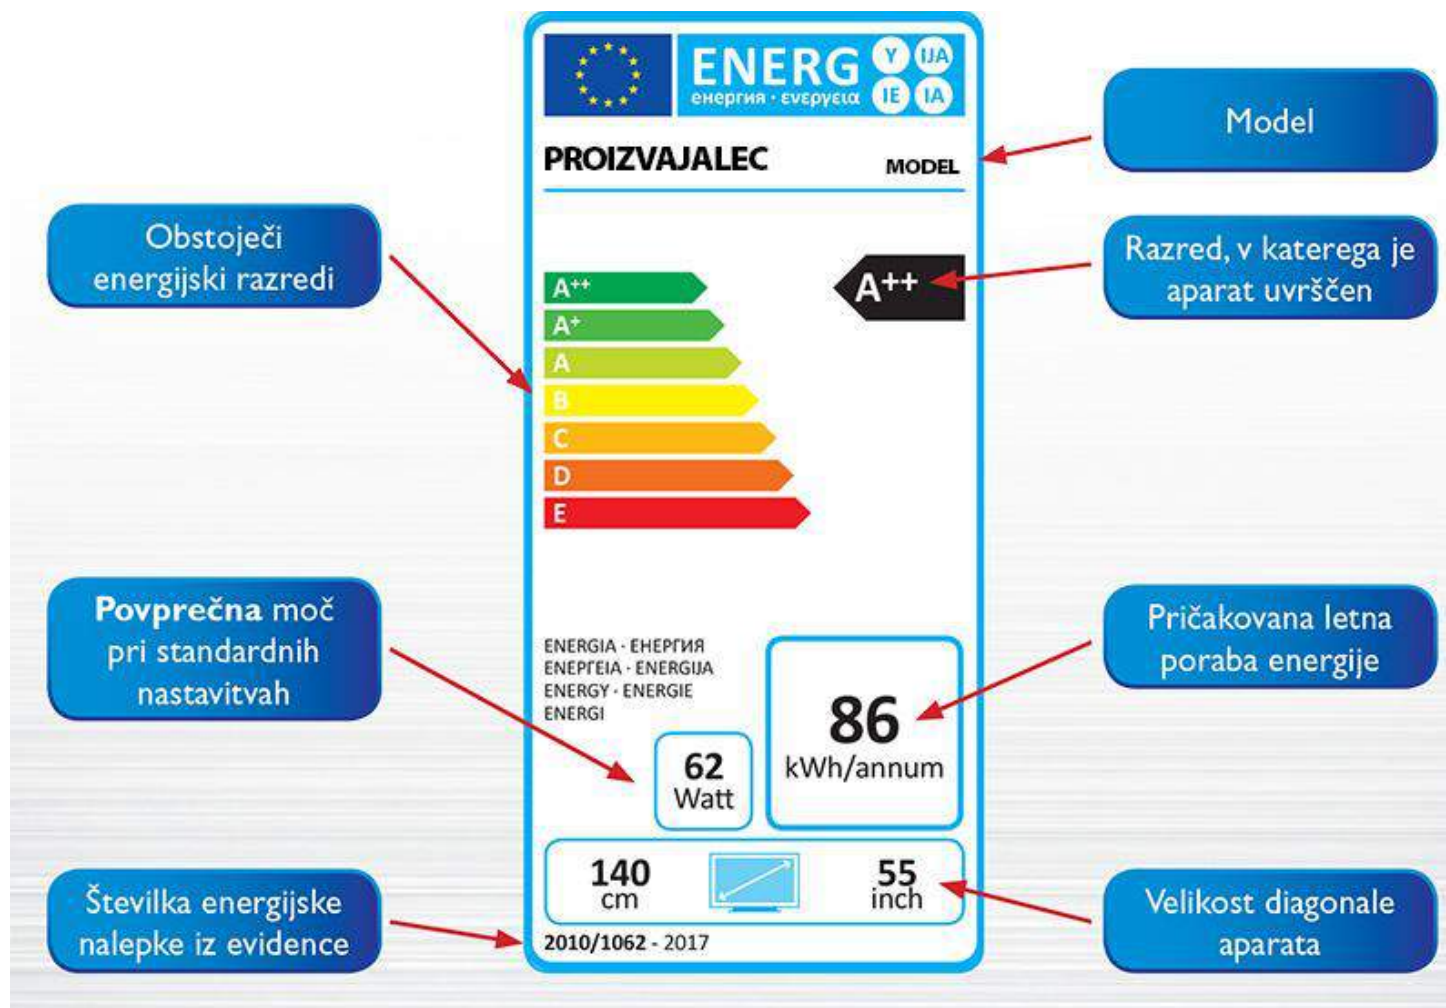 ENERG Y IJA
енергия · ενεργεια IE IA
PROIZVAJALEC MODEL
Model
Obstoječi
energijski razredi
Razred, v katerega je
aparat uvrščen
A++
A++
A+
A
B
C
D
E
Povprečna moč
pri standardnih
nastavitvah
Pričakovana letna
poraba energije
ENERGIA · ЕНЕРГИЯ
ΕΝΕΡΓΕΙΑ · ENERGIJA
ENERGY · ENERGIE
ENERGI
86
kWh/annum
62
Watt
140
cm
55
inch
Številka energijske
nalepke iz evidence
Velikost diagonale
aparata
2010/1062 - 2017